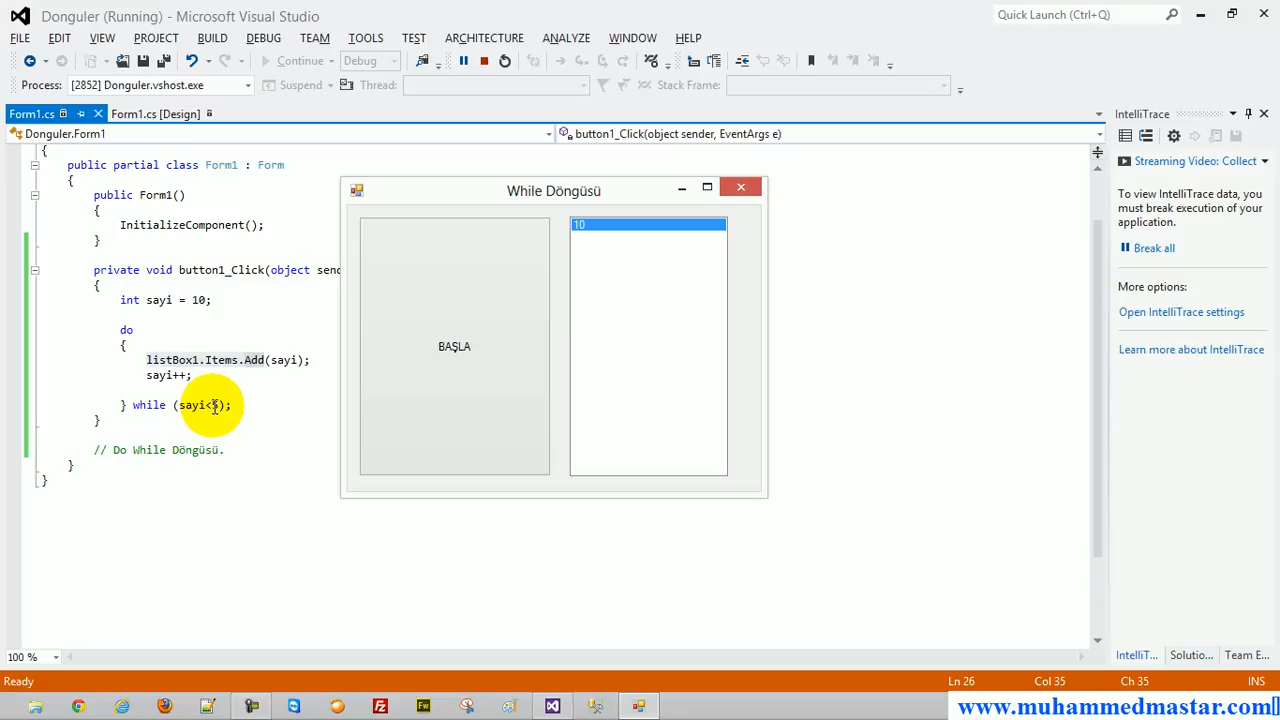 Donguler (Running) - Microsoft Visual Studio
Quick Launch (Ctrl+Q)
FILE EDIT VIEW PROJECT BUILD DEBUG TEAM TOOLS TEST ARCHITECTURE ANALYZE WINDOW HELP
Continue Debug
Process: [2852] Donguler.vshost.exe Suspend Thread: Stack Frame:
Form1.cs Form1.cs [Design]
Donguler.Form1 button1_Click(object sender, EventArgs e)
{
public partial class Form1 : Form
{
public Form1()
{
InitializeComponent();
}
private void button1_Click(object sen
{
int sayi = 10;
do
{
listBox1.Items.Add(sayi);
sayi++;
} while (sayi< );
}
// Do While Döngüsü.
}
}
While Döngüsü
BAŞLA
10
IntelliTrace
Streaming Video: Collect
To view IntelliTrace data, you
must break execution of your
application.
Break all
More options:
Open IntelliTrace settings
Learn more about IntelliTrace
100 %
IntelliT... Solutio... Team E...
Ready Ln 26 Col 35 Ch 35 INS
Fz Fw
www.muhammedmastar.com